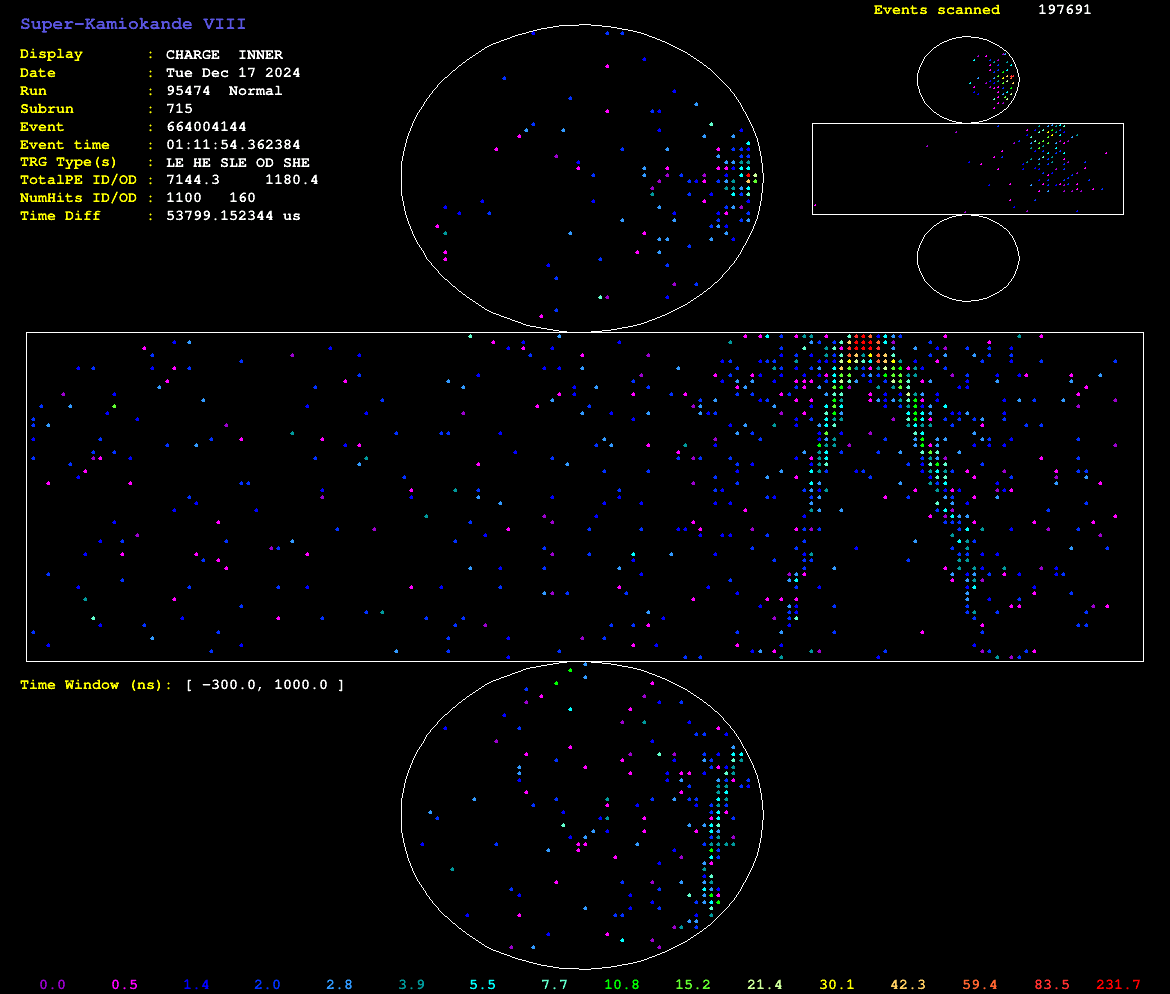 Super-Kamiokande VIII
Events scanned 197691
Display : CHARGE INNER
Date : Tue Dec 17 2024
Run : 95474 Normal
Subrun : 715
Event : 664004144
Event time : 01:11:54.362384
TRG Type(s) : LE HE SLE OD SHE
TotalPE ID/OD : 7144.3 1180.4
NumHits ID/OD : 1100 160
Time Diff : 53799.152344 us
Time Window (ns): [ −300.0, 1000.0 ]
0.0 0.5 1.4 2.0 2.8 3.9 5.5 7.7 10.8 15.2 21.4 30.1 42.3 59.4 83.5 231.7